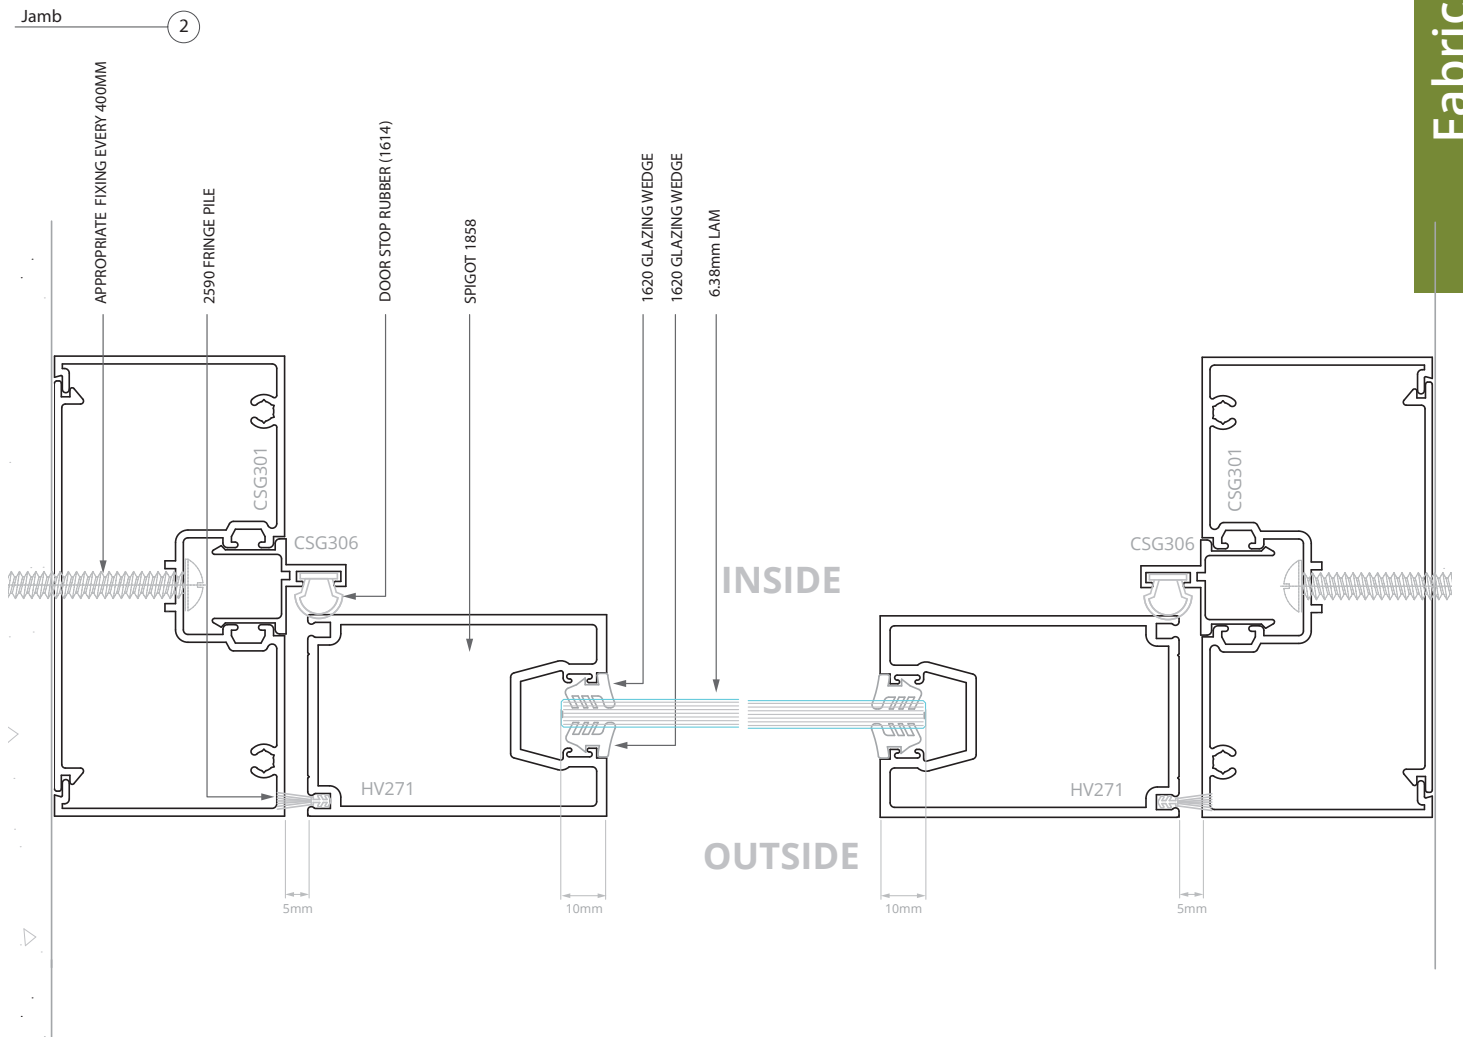 Jamb
2
Fabric
APPROPRIATE FIXING EVERY 400MM
2590 FRINGE PILE
DOOR STOP RUBBER (1614)
SPIGOT 1858
1620 GLAZING WEDGE
1620 GLAZING WEDGE
6.38mm LAM
CSG301
CSG301
CSG306
CSG306
INSIDE
HV271
HV271
OUTSIDE
5mm
10mm
10mm
5mm